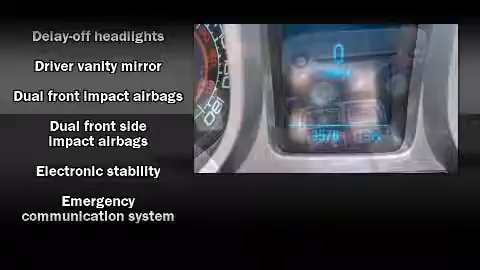 Delay-off headlights
Driver vanity mirror
Dual front impact airbags
Dual front side
impact airbags
Electronic stability
Emergency
communication system
0